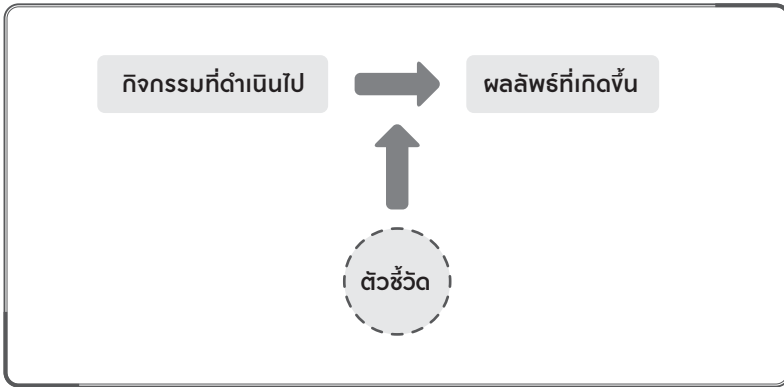 กิจกรรมที่ดำเนินไป
ผลลัพธ์ที่เกิดขึ้น
ตัวชี้วัด